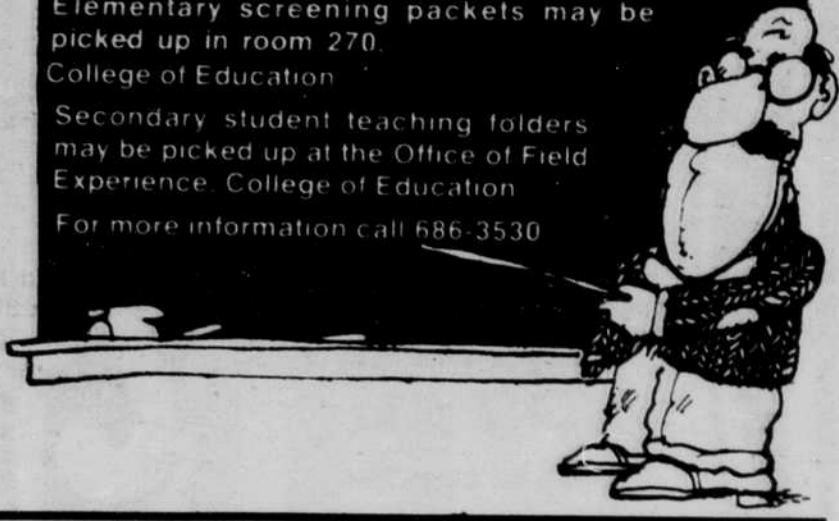 Elementary screening packets may be
picked up in room 270.
College of Education
Secondary student teaching folders
may be picked up at the Office of Field
Experience. College of Education
For more information call 686-3530